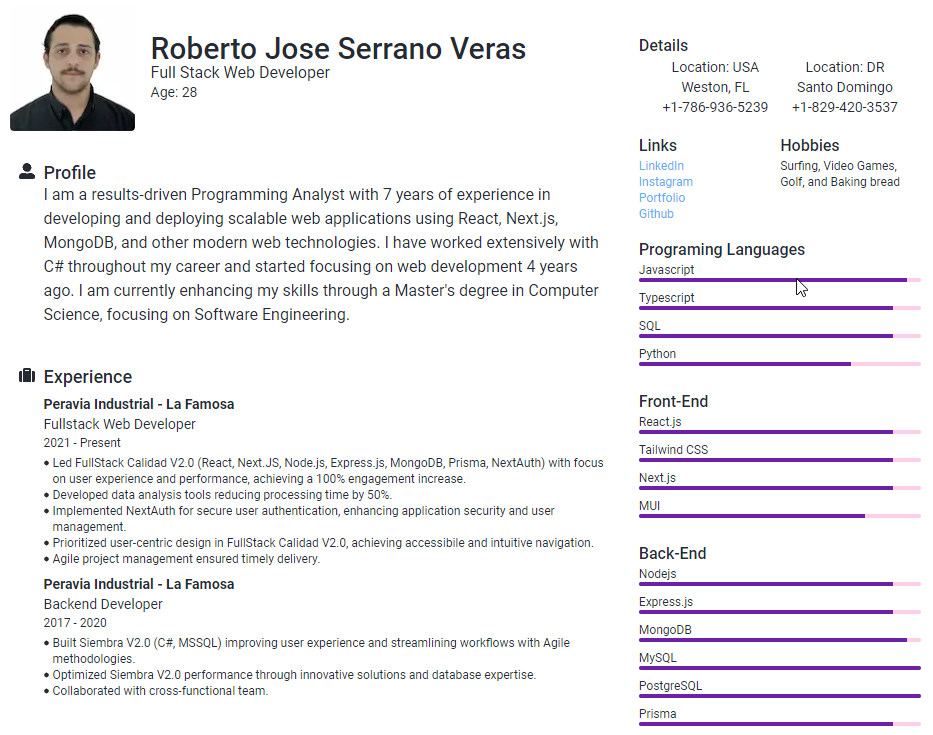 Roberto Jose Serrano Veras
Full Stack Web Developer
Age: 28
Profile
I am a results-driven Programming Analyst with 7 years of experience in
developing and deploying scalable web applications using React, Next.js,
MongoDB, and other modern web technologies. I have worked extensively with
C# throughout my career and started focusing on web development 4 years
ago. I am currently enhancing my skills through a Master's degree in Computer
Science, focusing on Software Engineering.
Experience
Peravia Industrial - La Famosa
Fullstack Web Developer
2021 - Present
• Led FullStack Calidad V2.0 (React, Next.JS, Node.js, Express.js, MongoDB, Prisma, NextAuth) with focus
on user experience and performance, achieving a 100% engagement increase.
• Developed data analysis tools reducing processing time by 50%.
• Implemented NextAuth for secure user authentication, enhancing application security and user
management.
• Prioritized user-centric design in FullStack Calidad V2.0, achieving accessibile and intuitive navigation.
• Agile project management ensured timely delivery.
Peravia Industrial - La Famosa
Backend Developer
2017 - 2020
• Built Siembra V2.0 (C#, MSSQL) improving user experience and streamlining workflows with Agile
methodologies.
• Optimized Siembra V2.0 performance through innovative solutions and database expertise.
• Collaborated with cross-functional team.
Details
Location: USA
Weston, FL
+1-786-936-5239
Location: DR
Santo Domingo
+1-829-420-3537
Links
LinkedIn
Instagram
Portfolio
Github
Hobbies
Surfing, Video Games,
Golf, and Baking bread
Programing Languages
Javascript
Typescript
SQL
Python
Front-End
React.js
Tailwind CSS
Next.js
MUI
Back-End
Nodejs
Express.js
MongoDB
MySQL
PostgreSQL
Prisma